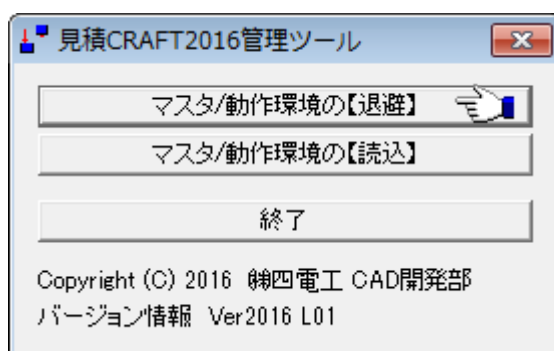 見積CRAFT2016管理ツール
マスタ/動作環境の【退避】
マスタ/動作環境の【読込】
終了
Copyright (C) 2016 ㈱四電工 CAD開発部
バージョン情報 Ver2016 L01